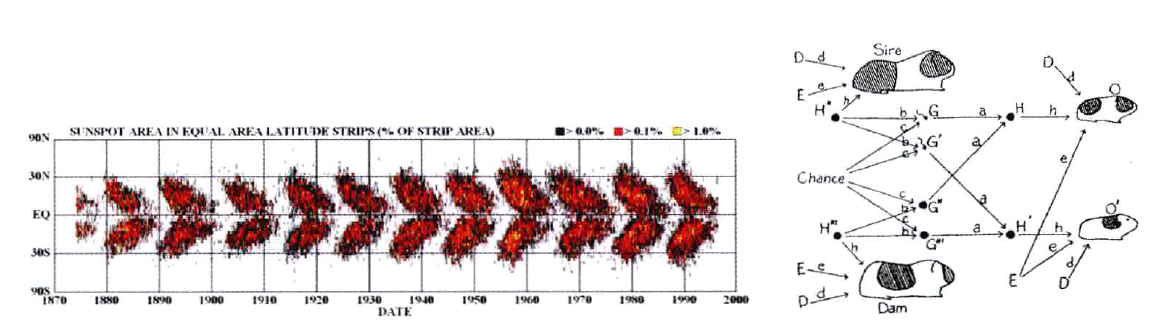 SUNSPOT AREA IN EQUAL AREA LATITUDE STRIPS (% OF STRIP AREA)
> 0.0% > 0.1% > 1.0%
90N
30N
EQ
30S
90S
1870 1880 1890 1900 1910 1920 1930 1940 1950 1960 1970 1980 1990 2000
DATE
Sire
D d
E e
h
H"
b G a H h
c
b G'
c
a
Chance
c
b G"
c
H'''
b G''' a H' h
a
h
E e
D d
Dam
D
d
O
e
O'
e
d
E D